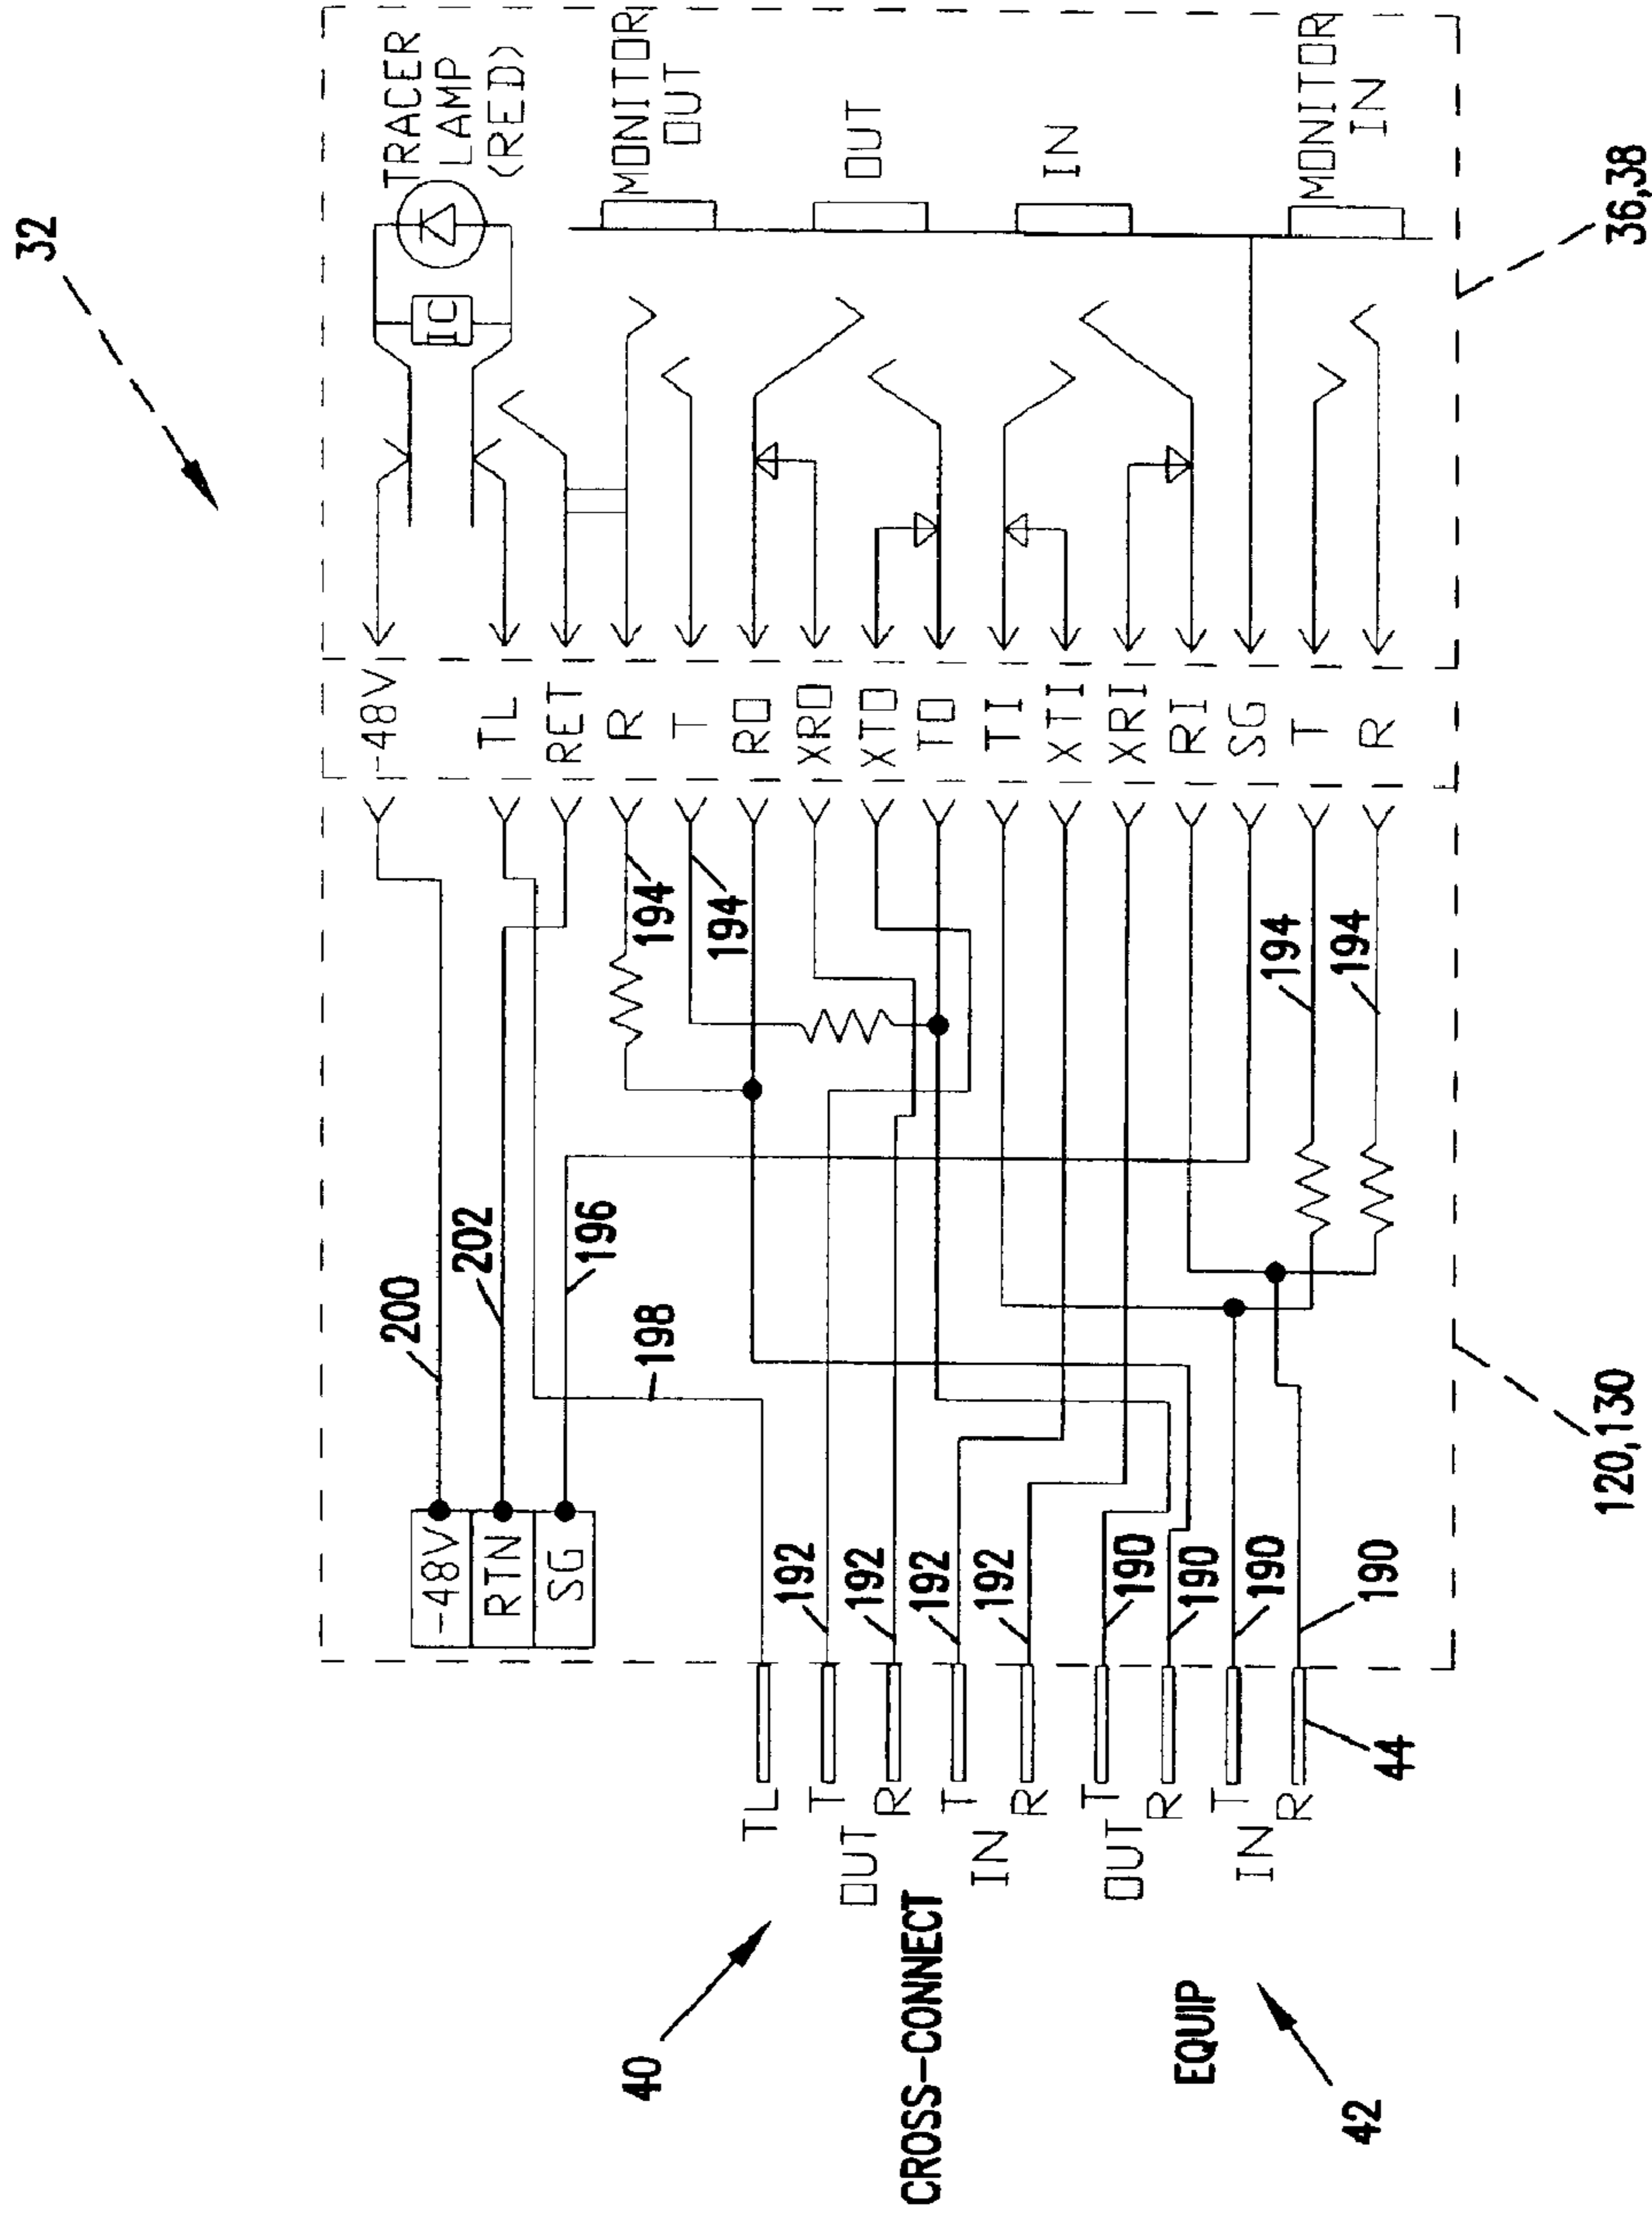 32
TRACER
LAMP
(RED)
IC
MONITOR
OUT
OUT
IN
MONITOR
IN
36,38
-48V
TL
RET
R
T
RO
XRO
XTO
TO
TI
XTI
XRI
RI
SG
T
R
194
194
194
194
200
202
196
198
120,130
-48V
RTN
SG
192
192
192
192
190
190
190
190
44
TL
T
OUT
R
T
IN
R
T
OUT
R
T
IN
R
40
CROSS-CONNECT
EQUIP
42